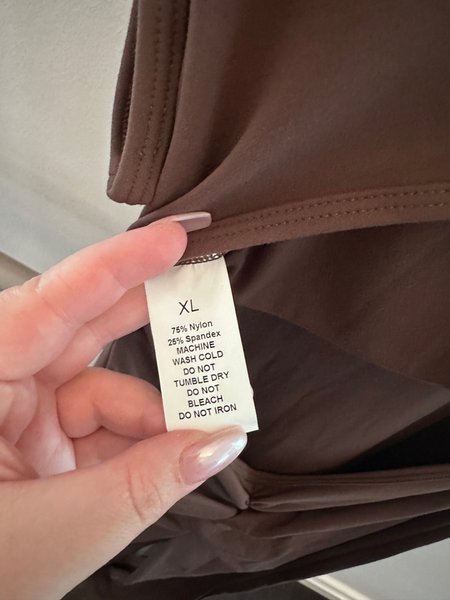 XL
75% Nylon
25% Spandex
MACHINE
WASH COLD
DO NOT
TUMBLE DRY
DO NOT
BLEACH
DO NOT IRON